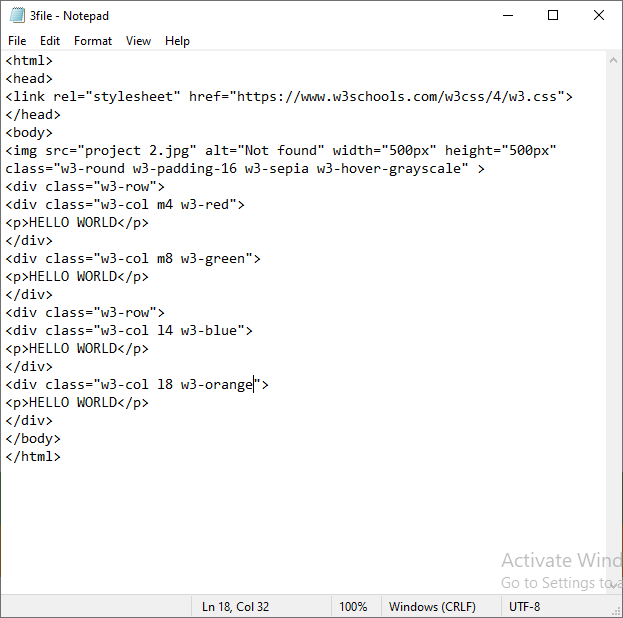 3file - Notepad
File Edit Format View Help
<html>
<head>
<link rel="stylesheet" href="https://www.w3schools.com/w3css/4/w3.css">
</head>
<body>
<img src="project 2.jpg" alt="Not found" width="500px" height="500px"
class="w3-round w3-padding-16 w3-sepia w3-hover-grayscale" >
<div class="w3-row">
<div class="w3-col m4 w3-red">
<p>HELLO WORLD</p>
</div>
<div class="w3-col m8 w3-green">
<p>HELLO WORLD</p>
</div>
<div class="w3-row">
<div class="w3-col l4 w3-blue">
<p>HELLO WORLD</p>
</div>
<div class="w3-col l8 w3-orange">
<p>HELLO WORLD</p>
</div>
</body>
</html>
Activate Wind
Go to Settings to a
Ln 18, Col 32 100% Windows (CRLF) UTF-8